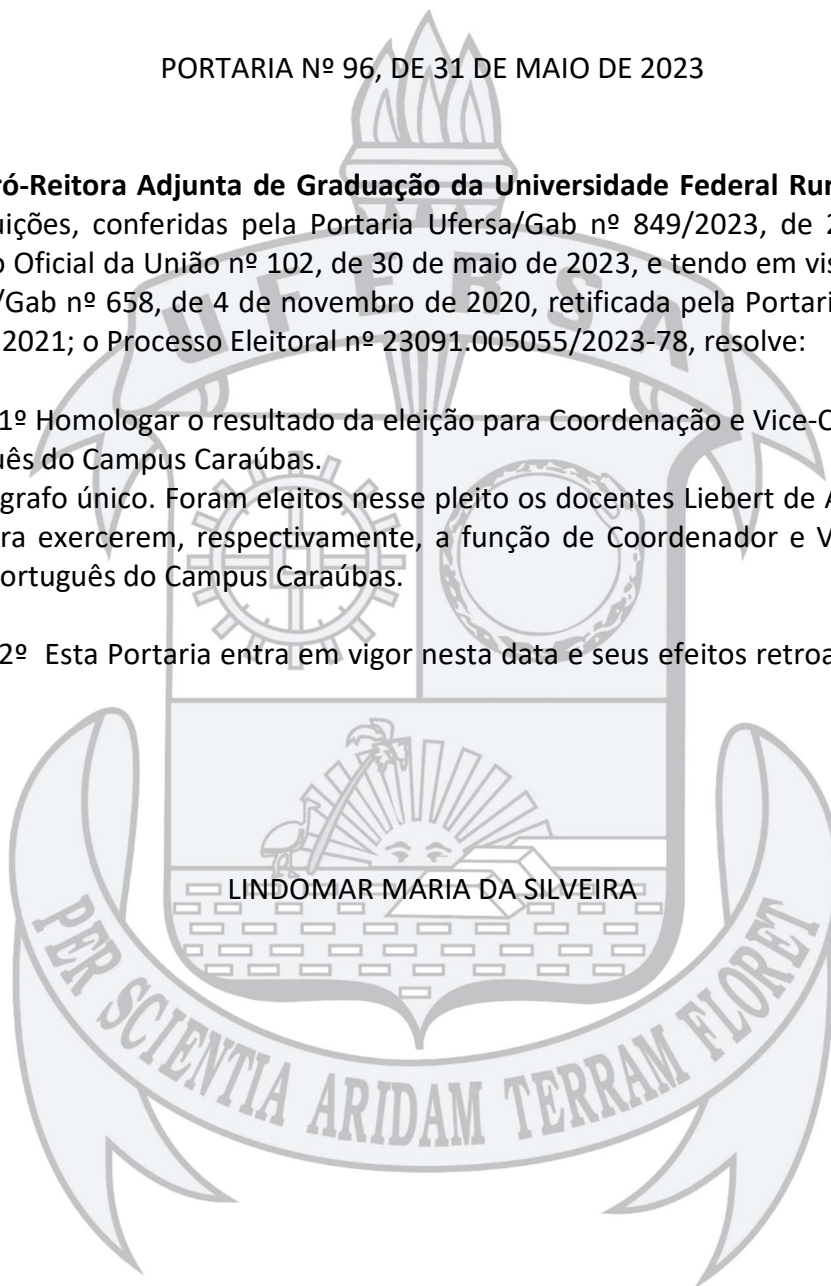 PORTARIA Nº 96, DE 31 DE MAIO DE 2023
ró-Reitora Adjunta de Graduação da Universidade Federal Rur
uições, conferidas pela Portaria Ufersa/Gab nº 849/2023, de 2
o Oficial da União nº 102, de 30 de maio de 2023, e tendo em vis
/Gab nº 658, de 4 de novembro de 2020, retificada pela Portari
2021; o Processo Eleitoral nº 23091.005055/2023-78, resolve:
UFERSA
1º Homologar o resultado da eleição para Coordenação e Vice-C
uês do Campus Caraúbas.
grafo único. Foram eleitos nesse pleito os docentes Liebert de A
ra exercerem, respectivamente, a função de Coordenador e V
ortuguês do Campus Caraúbas.
2º Esta Portaria entra em vigor nesta data e seus efeitos retroa
LINDOMAR MARIA DA SILVEIRA
PER SCIENTIA ARIDAM TERRAM FLORET